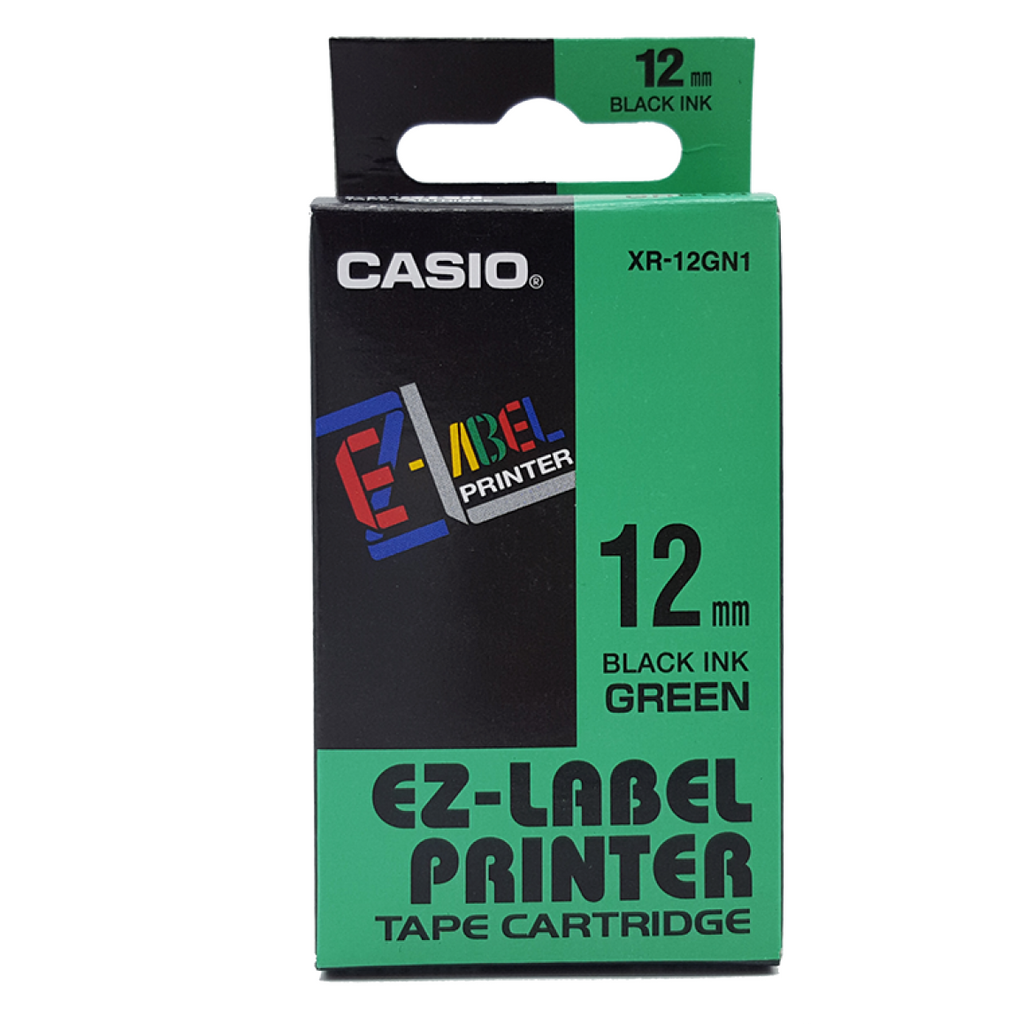 12 mm
BLACK INK
CASIO®
XR-12GN1
EZ-LABEL
PRINTER
12 mm
BLACK INK
GREEN
EZ-LABEL
PRINTER
TAPE CARTRIDGE